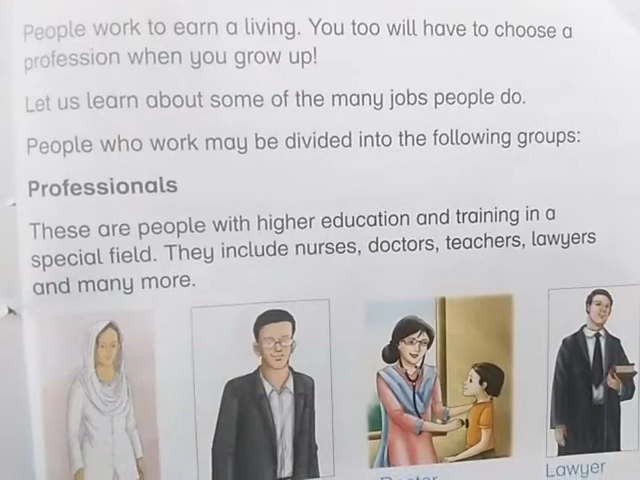 People work to earn a living. You too will have to choose a
profession when you grow up!
Let us learn about some of the many jobs people do.
People who work may be divided into the following groups:
Professionals
These are people with higher education and training in a
special field. They include nurses, doctors, teachers, lawyers
and many more.
Doctor
Lawyer